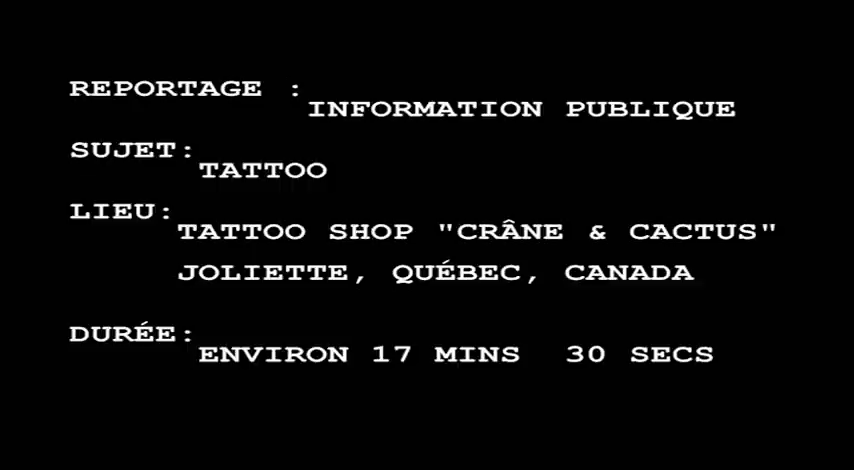 REPORTAGE :
INFORMATION PUBLIQUE
SUJET:
TATTOO
LIEU:
TATTOO SHOP "CRÂNE & CACTUS"
JOLIETTE, QUÉBEC, CANADA
DURÉE:
ENVIRON 17 MINS  30 SECS